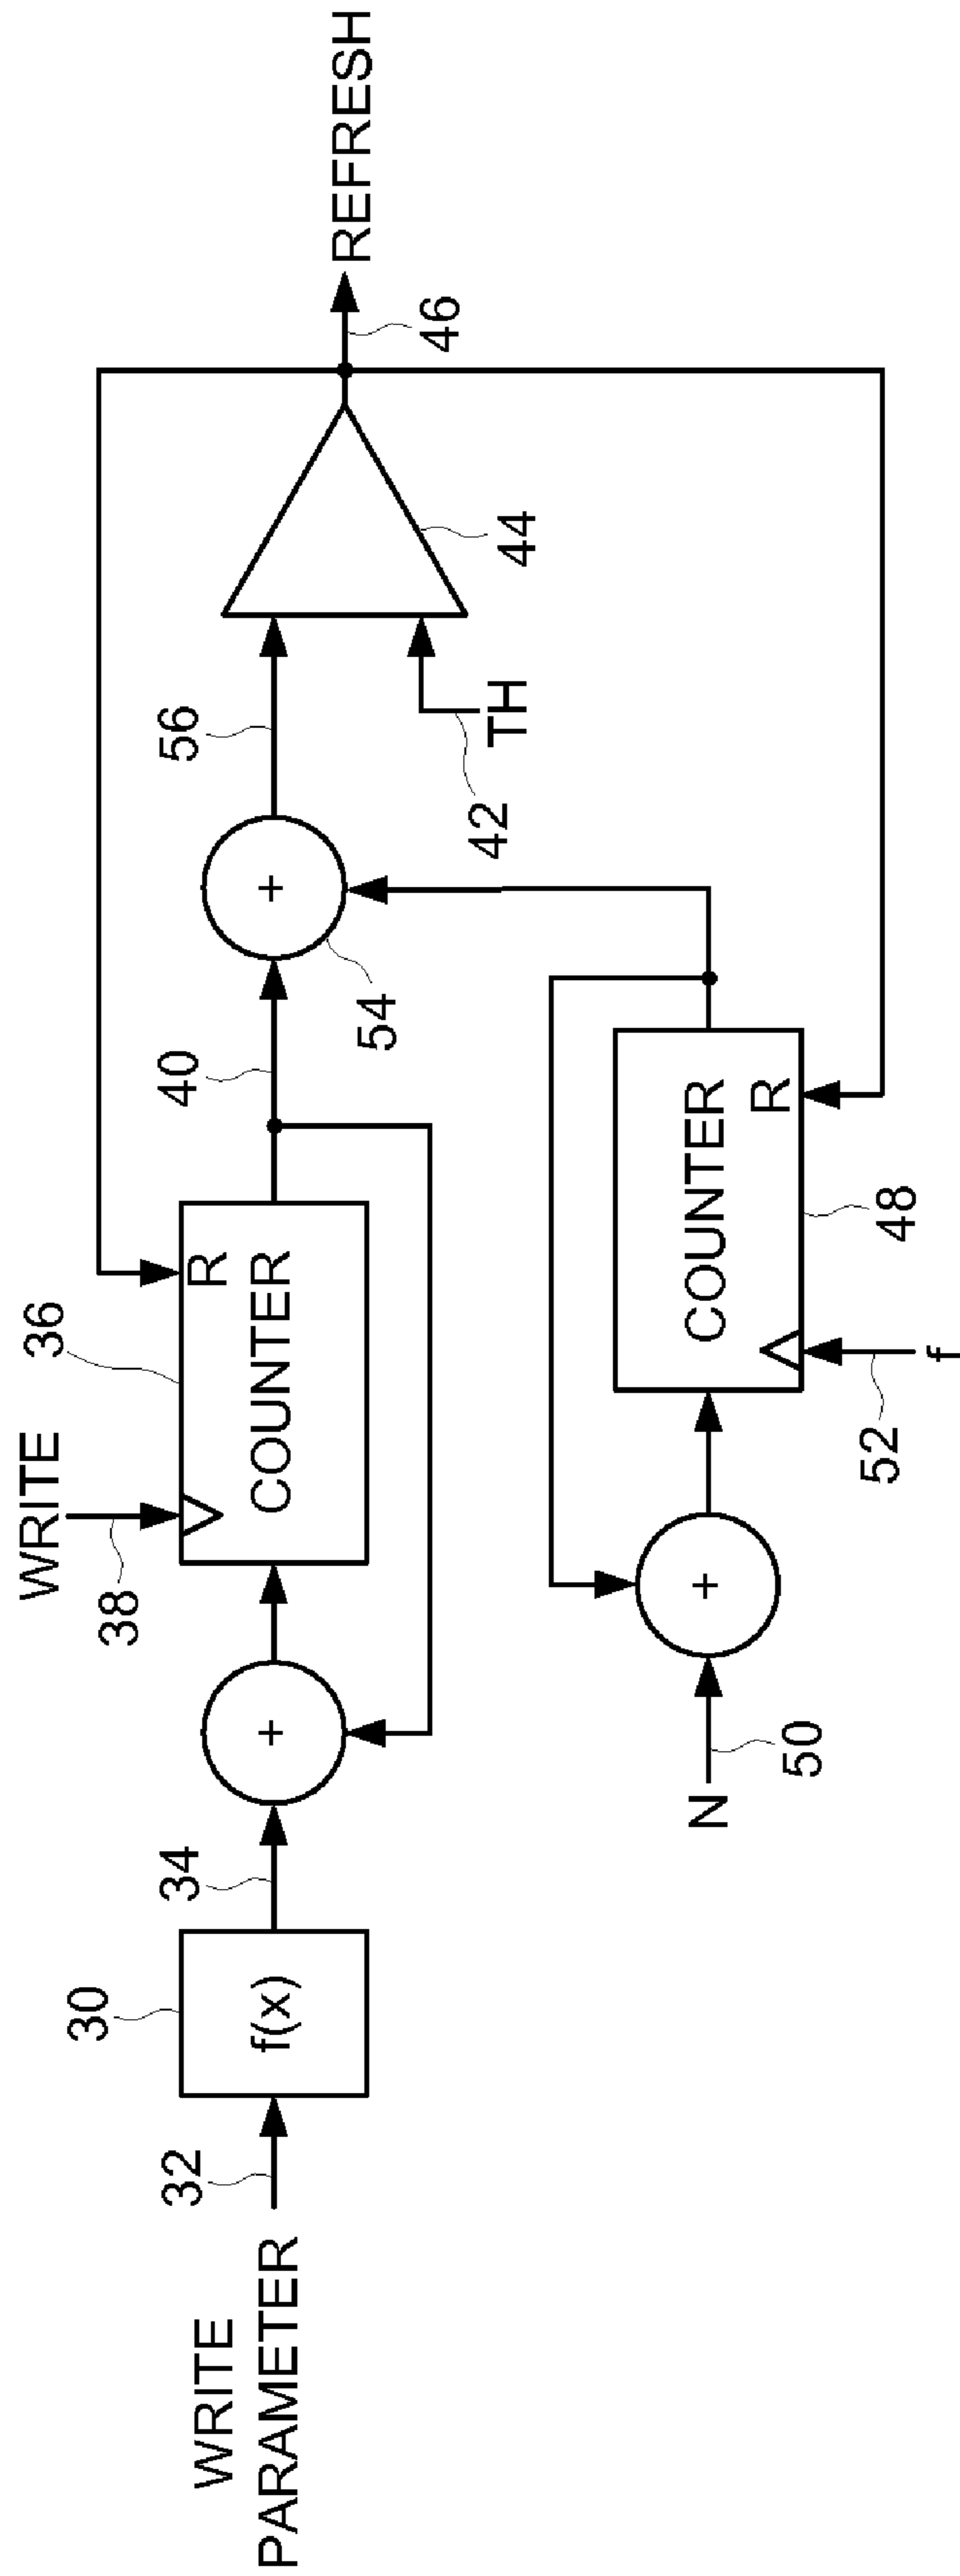 WRITE
PARAMETER
32
30
f(x)
34
+
WRITE
38
36
COUNTER
R
40
+
54
56
TH
42
44
46
REFRESH
N
50
+
COUNTER
R
f
52
48